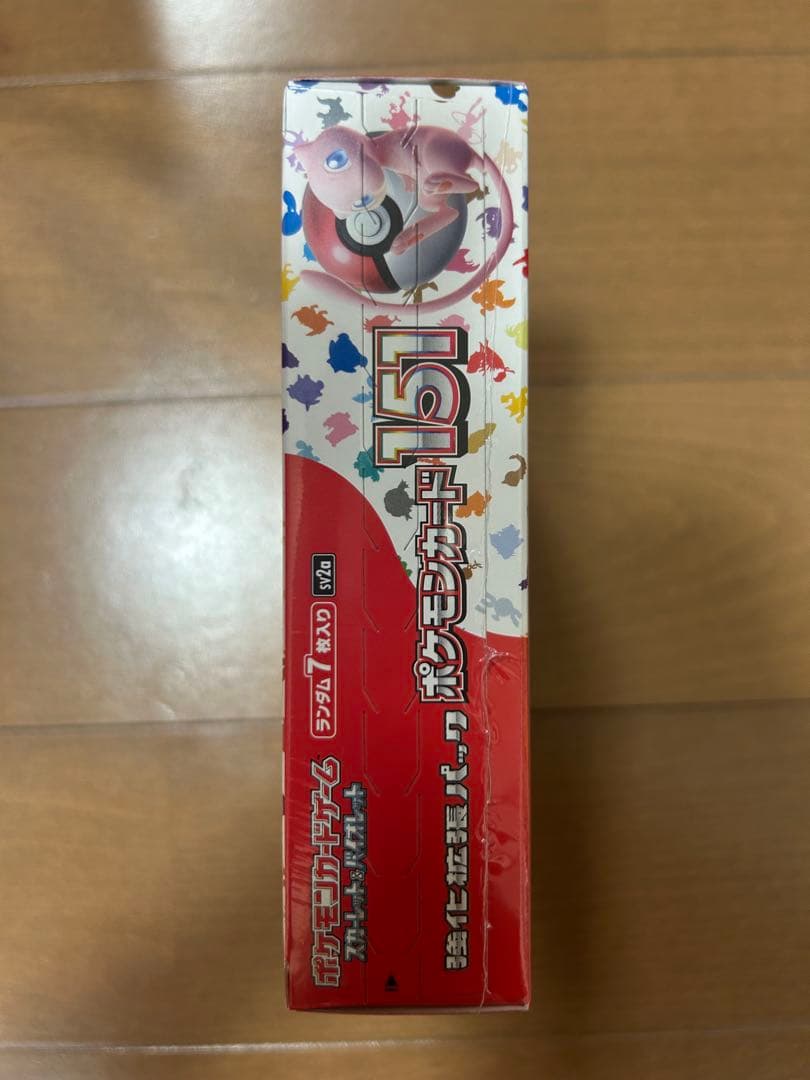 ポケモンカードゲーム
スカーレット&バイオレット
ランダム7枚入り
sv2a
強化拡張パック
ポケモンカード151